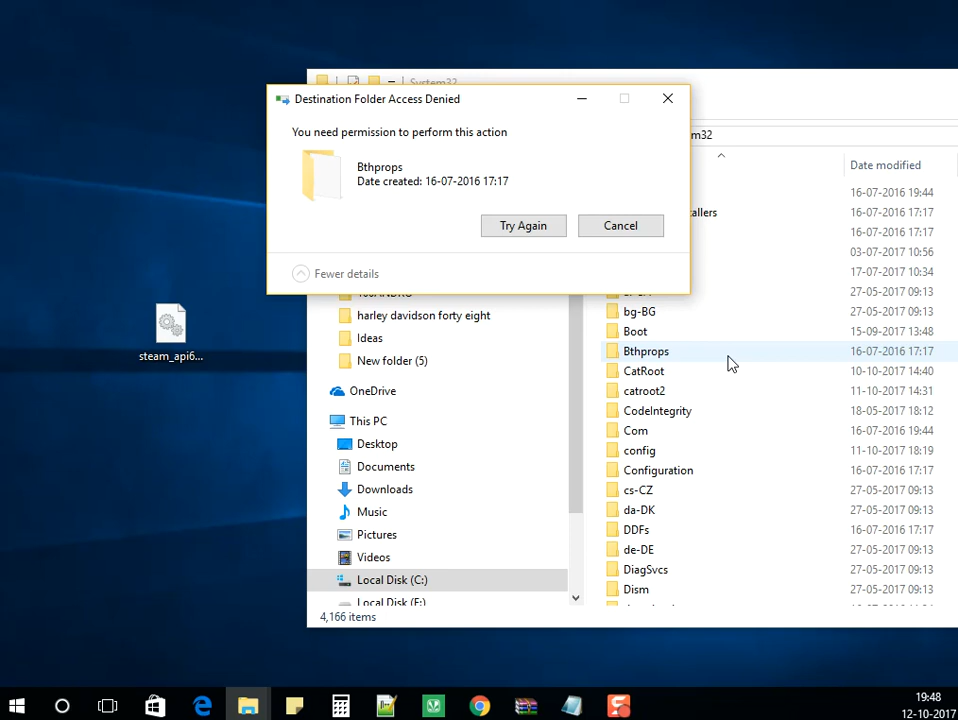 System32
Destination Folder Access Denied
You need permission to perform this action
Bthprops
Date created: 16-07-2016 17:17
Try Again
Cancel
Fewer details
m32
Date modified
16-07-2016 19:44
allers 16-07-2016 17:17
16-07-2016 17:17
03-07-2017 10:56
17-07-2017 10:34
27-05-2017 09:13
bg-BG 27-05-2017 09:13
Boot 15-09-2017 13:48
Bthprops 16-07-2016 17:17
CatRoot 10-10-2017 14:40
catroot2 11-10-2017 14:31
CodeIntegrity 18-05-2017 18:12
Com 16-07-2016 19:44
config 11-10-2017 18:19
Configuration 16-07-2016 17:17
cs-CZ 27-05-2017 09:13
da-DK 27-05-2017 09:13
DDFs 16-07-2016 17:17
de-DE 27-05-2017 09:13
DiagSvcs 27-05-2017 09:13
Dism 27-05-2017 09:13
harley davidson forty eight
Ideas
New folder (5)
OneDrive
This PC
Desktop
Documents
Downloads
Music
Pictures
Videos
Local Disk (C:)
Local Disk (E:)
4,166 items
steam_api6...
19:48
12-10-2017